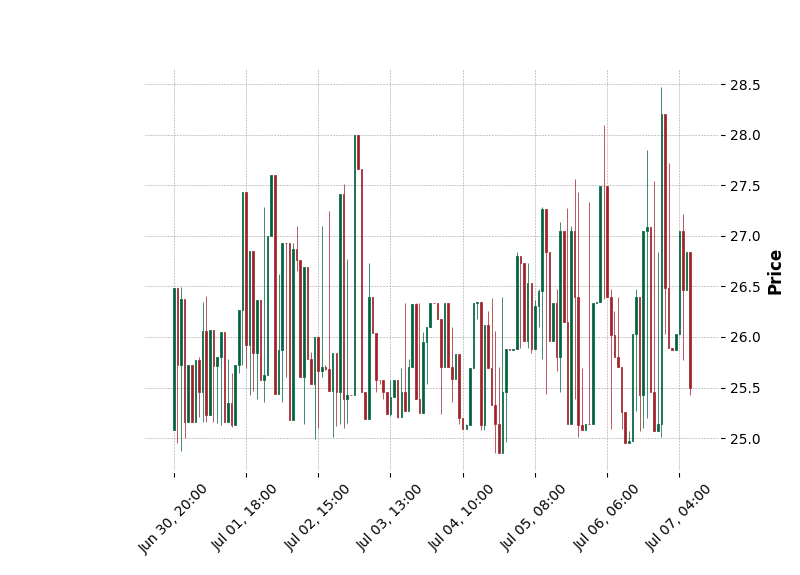 28.5
28.0
27.5
27.0
26.5
26.0
25.5
25.0
Price
Jun 30, 20:00
Jul 01, 18:00
Jul 02, 15:00
Jul 03, 13:00
Jul 04, 10:00
Jul 05, 08:00
Jul 06, 06:00
Jul 07, 04:00